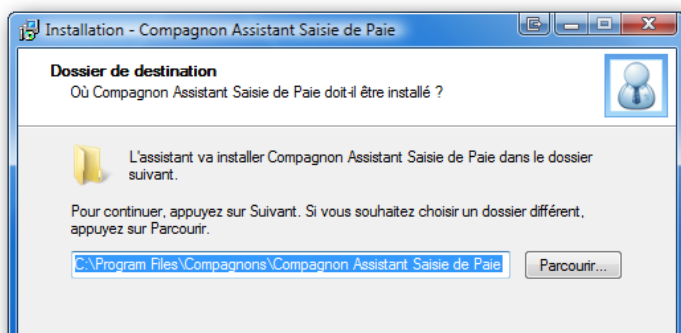 Installation - Compagnon Assistant Saisie de Paie
Dossier de destination
Où Compagnon Assistant Saisie de Paie doit-il être installé ?
L'assistant va installer Compagnon Assistant Saisie de Paie dans le dossier
suivant.
Pour continuer, appuyez sur Suivant. Si vous souhaitez choisir un dossier différent,
appuyez sur Parcourir.
C:\Program Files\Compagnons\Compagnon Assistant Saisie de Paie
Parcourir...